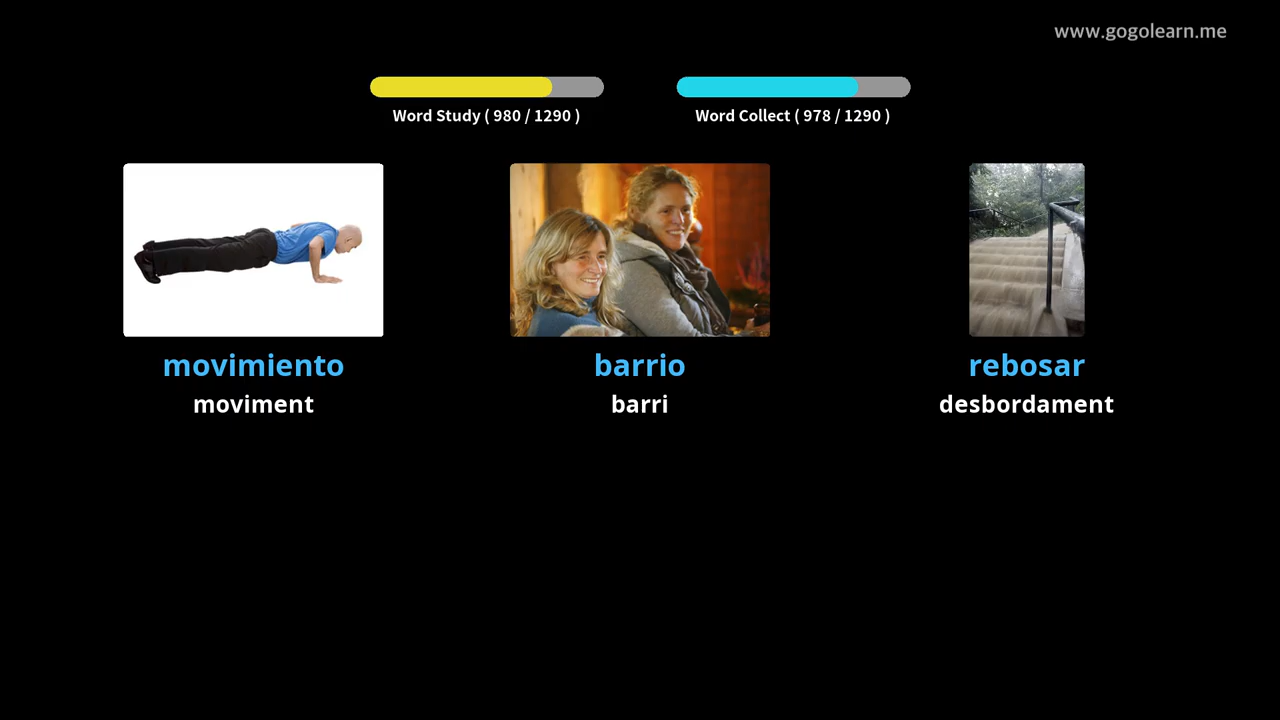 www.gogolearn.me
Word Study ( 980 / 1290 )
Word Collect ( 978 / 1290 )
movimiento
moviment
barrio
barri
rebosar
desbordament